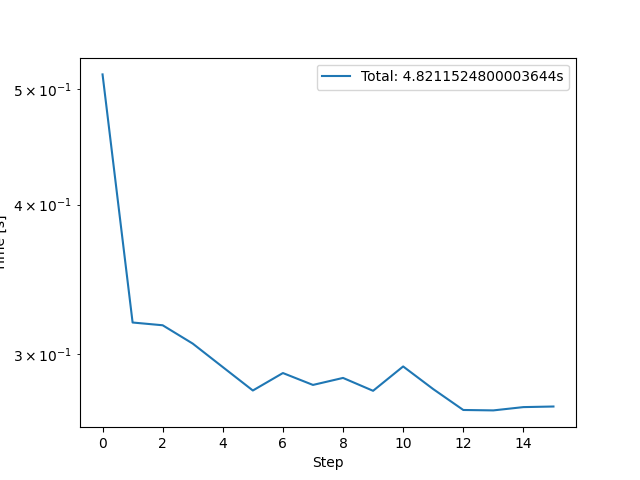 Total: 4.8211524800003644s
5 × 10⁻¹
4 × 10⁻¹
3 × 10⁻¹
[s]
0 2 4 6 8 10 12 14
Step